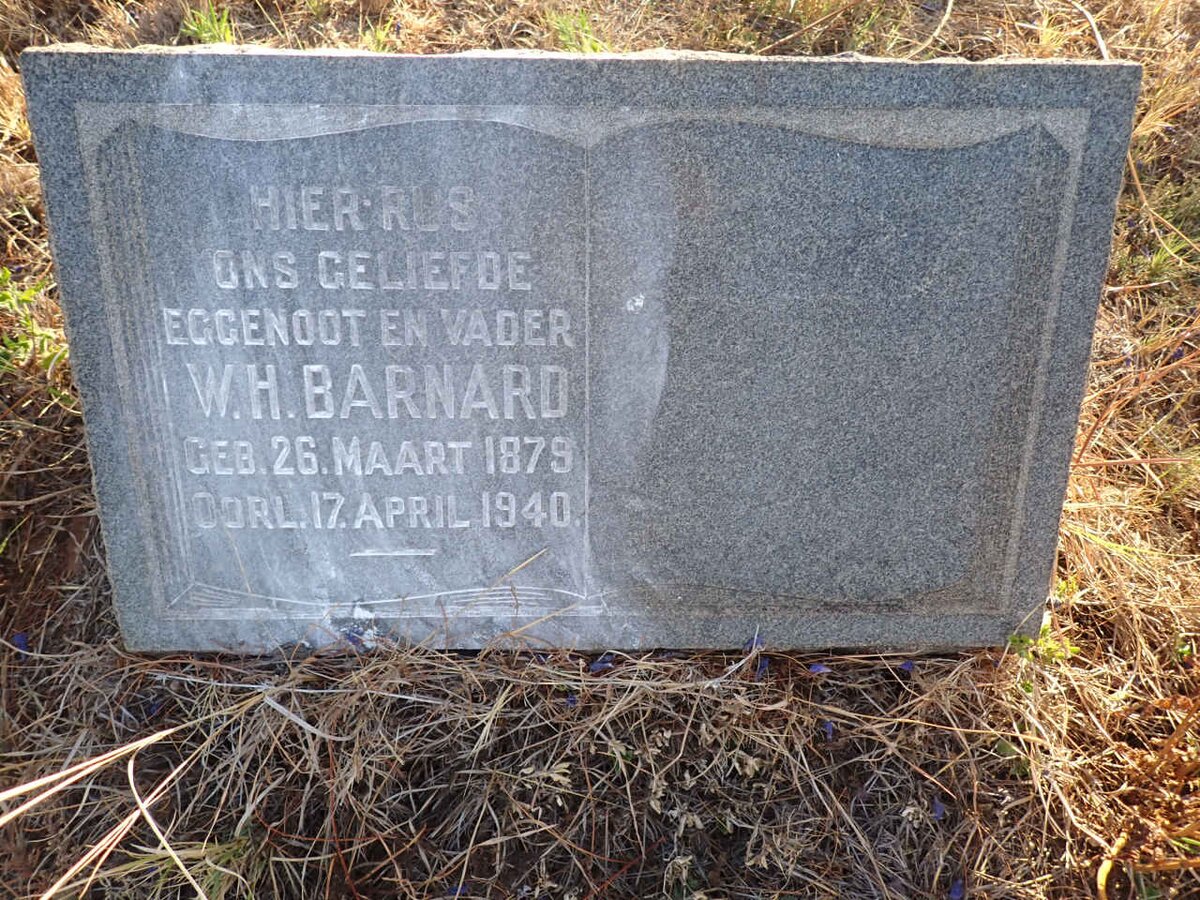 HIER RUS
ONS GELIEFDE
EGGENOOT EN VADER
W.H. BARNARD
GEB. 26. MAART 1879
OORL. 17. APRIL 1940.